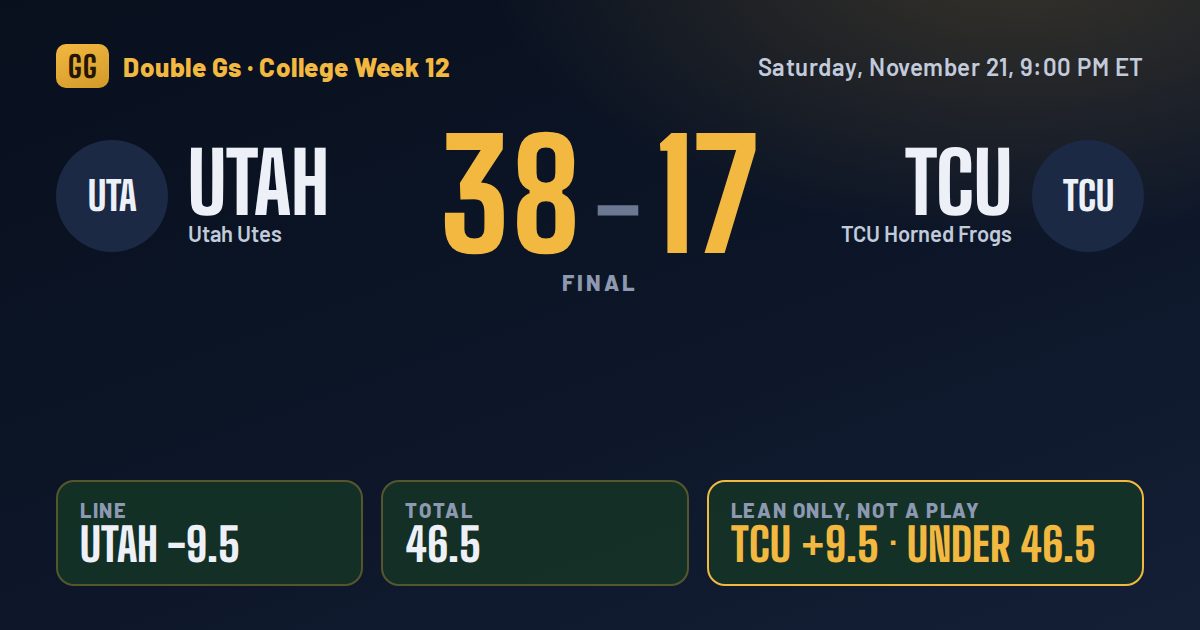 GG Double Gs · College Week 12
Saturday, November 21, 9:00 PM ET
UTA
UTAH
Utah Utes
38 – 17
FINAL
TCU
TCU Horned Frogs
TCU
LINE
UTAH −9.5
TOTAL
46.5
LEAN ONLY, NOT A PLAY
TCU +9.5 · UNDER 46.5